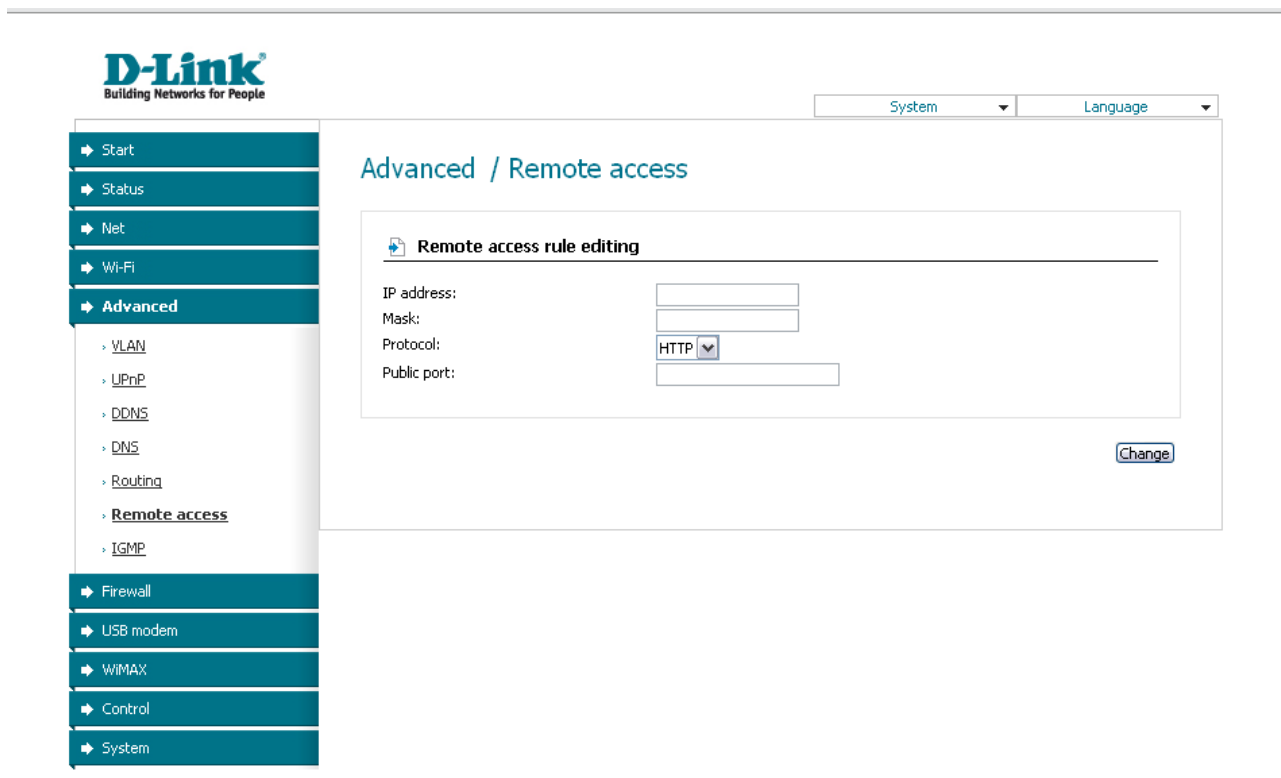 D-Link
Building Networks for People
System
Language
Start
Status
Net
Wi-Fi
Advanced
VLAN
UPnP
DDNS
DNS
Routing
Remote access
IGMP
Firewall
USB modem
WiMAX
Control
System
Advanced / Remote access
Remote access rule editing
IP address:
Mask:
Protocol: HTTP
Public port:
Change